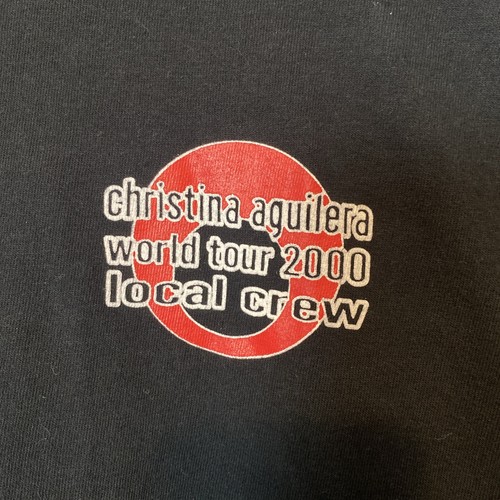 christina aguilera
world tour 2000
local crew